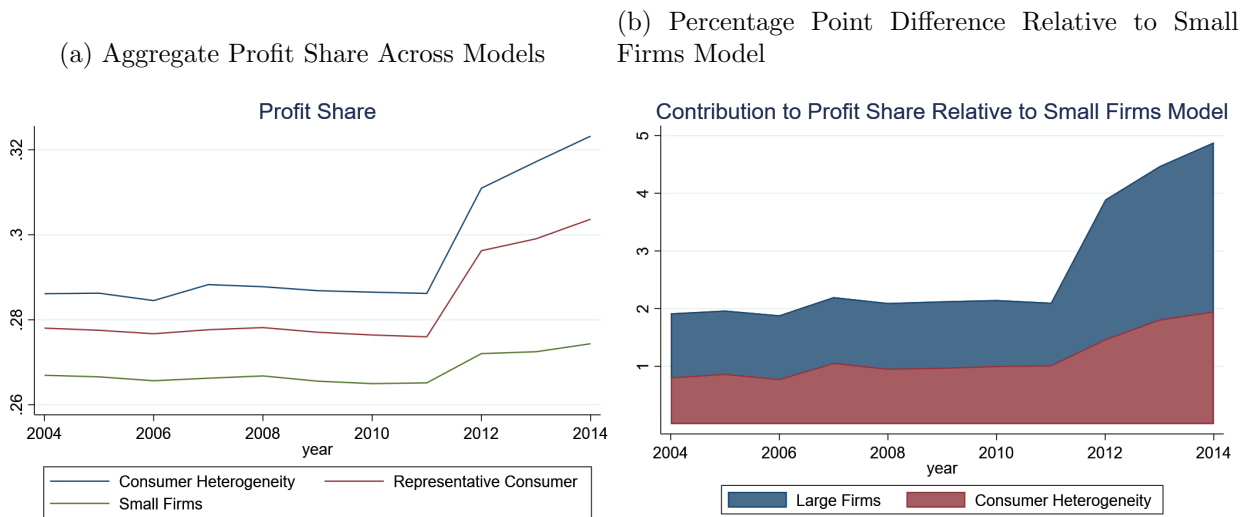 (a) Aggregate Profit Share Across Models
(b) Percentage Point Difference Relative to Small
Firms Model
Profit Share
.32
.3
.28
.26
2004 2006 2008 2010 2012 2014
year
Consumer Heterogeneity Representative Consumer
Small Firms
Contribution to Profit Share Relative to Small Firms Model
5
4
3
2
1
2004 2006 2008 2010 2012 2014
year
Large Firms Consumer Heterogeneity